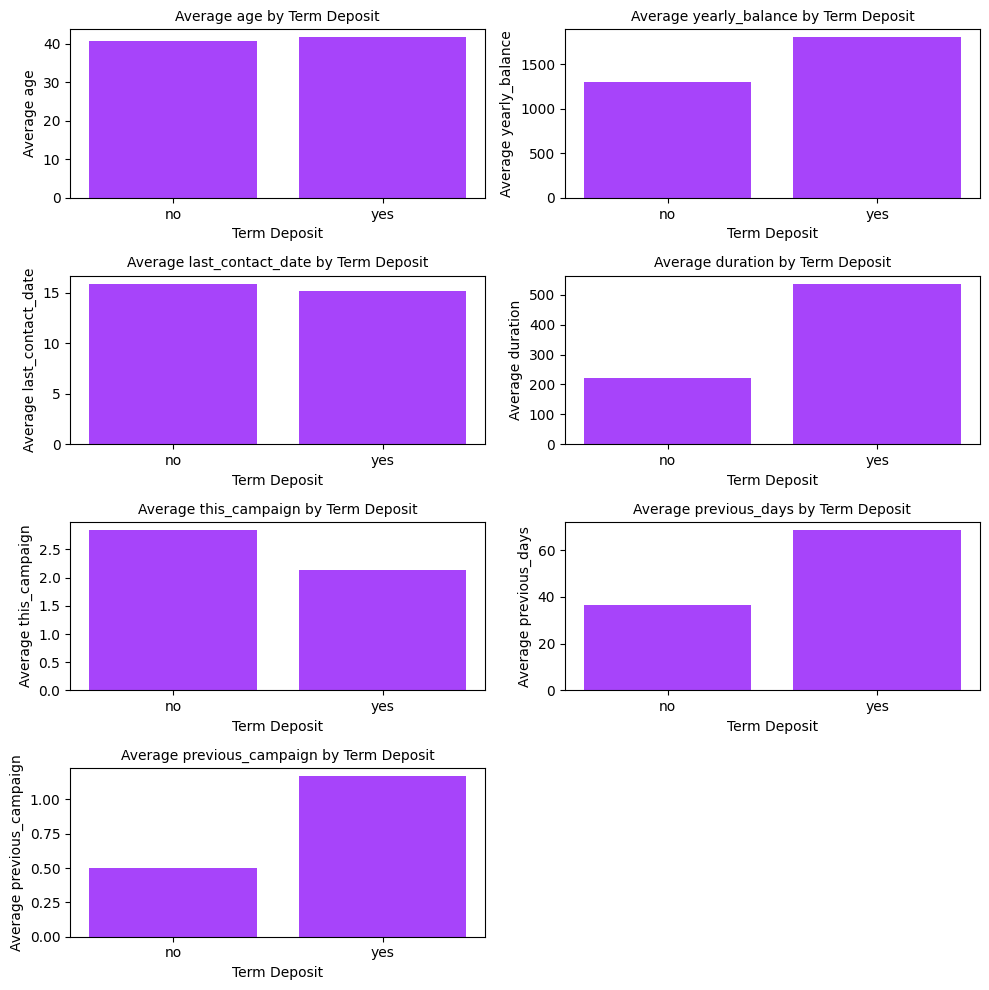 Average age by Term Deposit
Average age
40
30
20
10
0
no
yes
Term Deposit
Average yearly_balance by Term Deposit
Average yearly_balance
1500
1000
500
0
no
yes
Term Deposit
Average last_contact_date by Term Deposit
Average last_contact_date
15
10
5
0
no
yes
Term Deposit
Average duration by Term Deposit
Average duration
500
400
300
200
100
0
no
yes
Term Deposit
Average this_campaign by Term Deposit
Average this_campaign
2.5
2.0
1.5
1.0
0.5
0.0
no
yes
Term Deposit
Average previous_days by Term Deposit
Average previous_days
60
40
20
0
no
yes
Term Deposit
Average previous_campaign by Term Deposit
Average previous_campaign
1.00
0.75
0.50
0.25
0.00
no
yes
Term Deposit